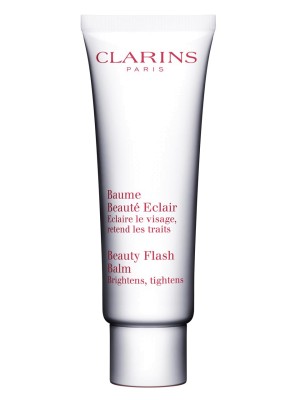 CLARINS
PARIS
Baume
Beauté Eclair
Eclaire le visage,
retend les traits
Beauty Flash
Balm
Brightens, tightens